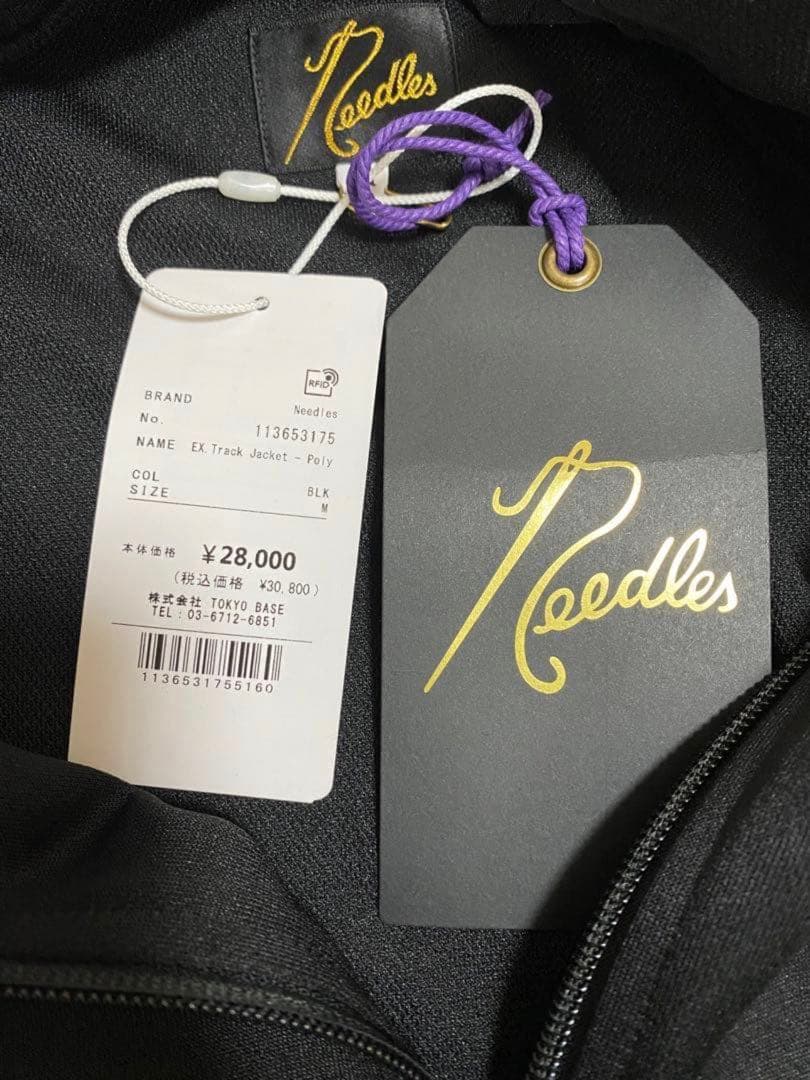 Needles
RFID
BRAND Needles
No. 113653175
NAME EX.Track Jacket - Poly
COL BLK
SIZE M
本体価格 ¥28,000
(税込価格 ¥30,800)
株式会社 TOKYO BASE
TEL:03-6712-6851
1136531755160
Needles